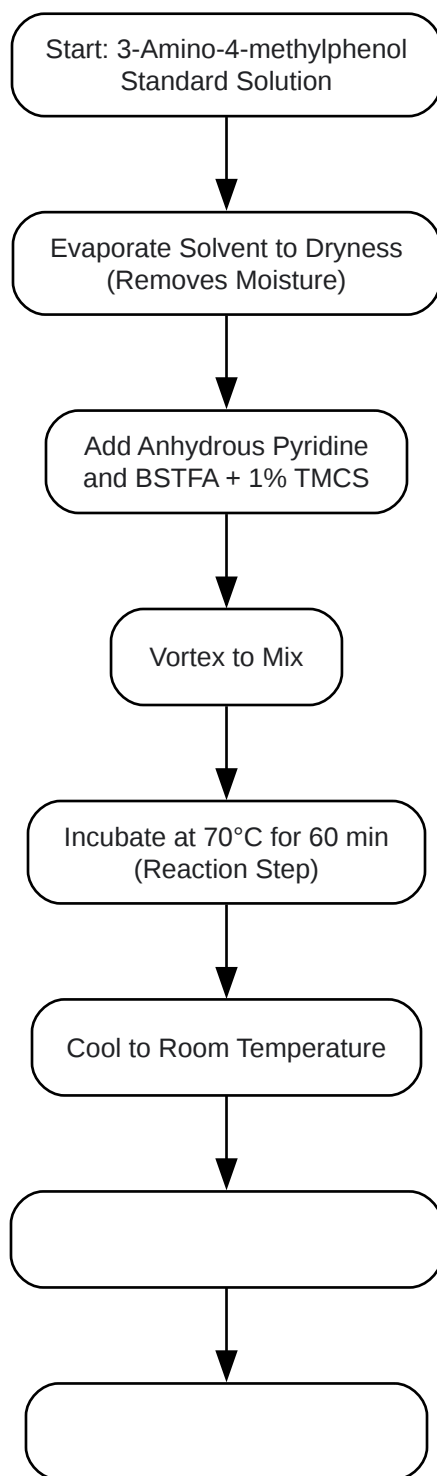 Start: 3-Amino-4-methylphenol
Standard Solution
Evaporate Solvent to Dryness
(Removes Moisture)
Add Anhydrous Pyridine
and BSTFA + 1% TMCS
Vortex to Mix
Incubate at 70°C for 60 min
(Reaction Step)
Cool to Room Temperature